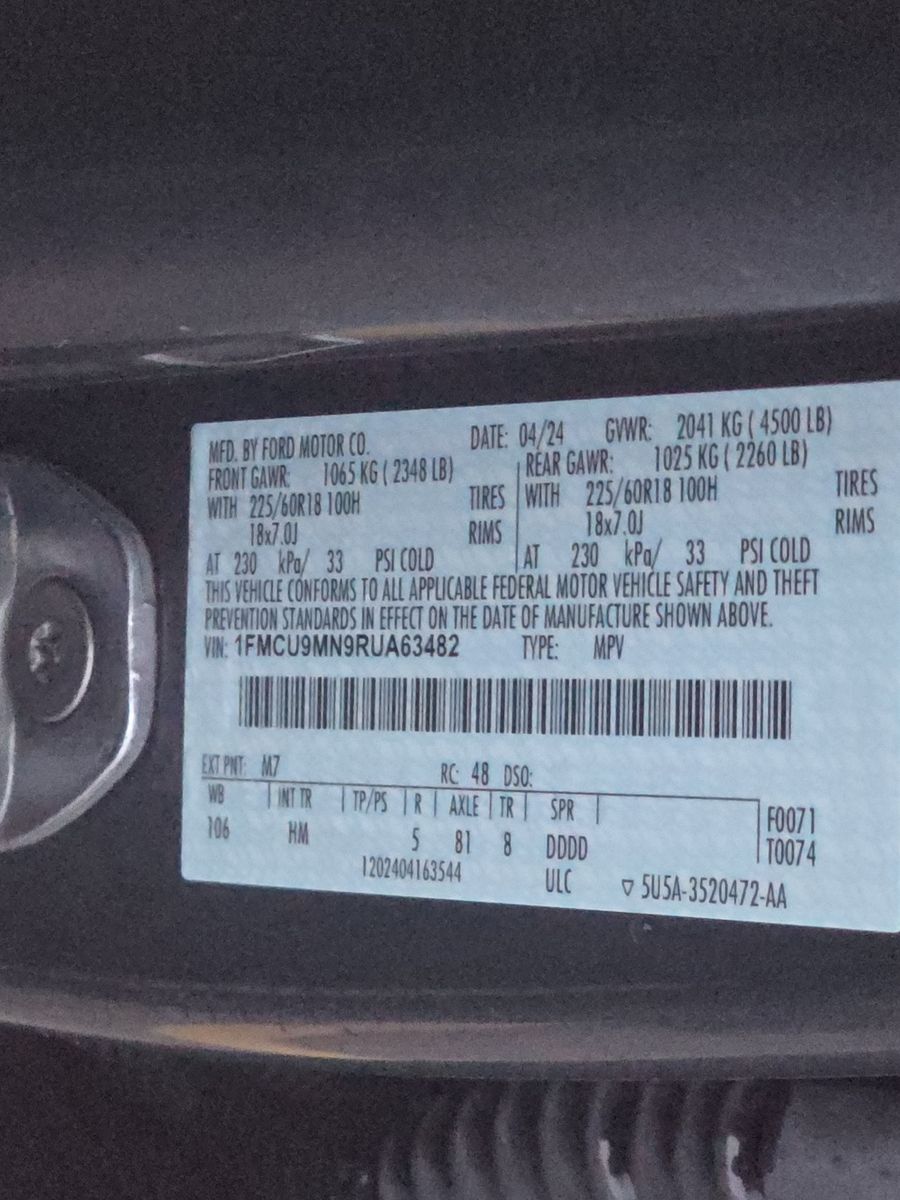 MFD. BY FORD MOTOR CO. DATE: 04/24 GVWR: 2041 KG ( 4500 LB)
FRONT GAWR: 1065 KG ( 2348 LB) REAR GAWR: 1025 KG ( 2260 LB)
WITH 225/60R18 100H TIRES WITH 225/60R18 100H TIRES
18x7.0J RIMS 18x7.0J RIMS
AT 230 kPa/ 33 PSI COLD AT 230 kPa/ 33 PSI COLD
THIS VEHICLE CONFORMS TO ALL APPLICABLE FEDERAL MOTOR VEHICLE SAFETY AND THEFT
PREVENTION STANDARDS IN EFFECT ON THE DATE OF MANUFACTURE SHOWN ABOVE.
VIN: 1FMCU9MN9RUA63482 TYPE: MPV
EXT PNT: M7 RC: 48 DSO:
WB INT TR TP/PS R AXLE TR SPR F0071
106 HM 5 81 8 DDDD T0074
1202404163544 ULC ▽ 5U5A-3520472-AA